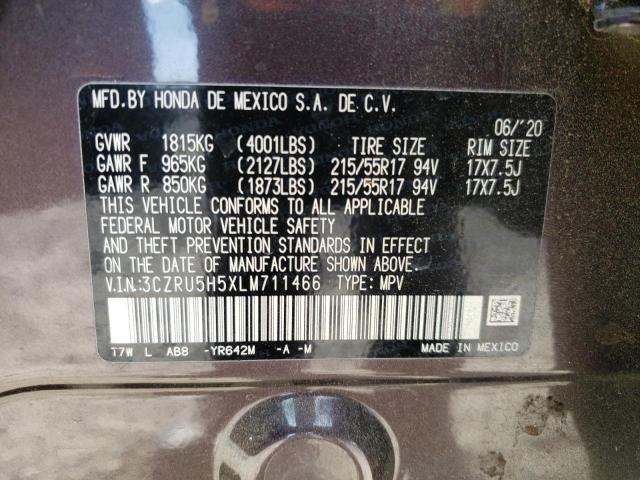 MFD.BY HONDA DE MEXICO S.A. DE C.V.
06/'20
GVWR 1815KG (4001LBS) TIRE SIZE RIM SIZE
GAWR F 965KG (2127LBS) 215/55R17 94V 17X7.5J
GAWR R 850KG (1873LBS) 215/55R17 94V 17X7.5J
THIS VEHICLE CONFORMS TO ALL APPLICABLE
FEDERAL MOTOR VEHICLE SAFETY
AND THEFT PREVENTION STANDARDS IN EFFECT
ON THE DATE OF MANUFACTURE SHOWN ABOVE.
V.I.N.:3CZRU5H5XLM711466 TYPE: MPV
T7W L AB8 -YR642M -A -M MADE IN MEXICO